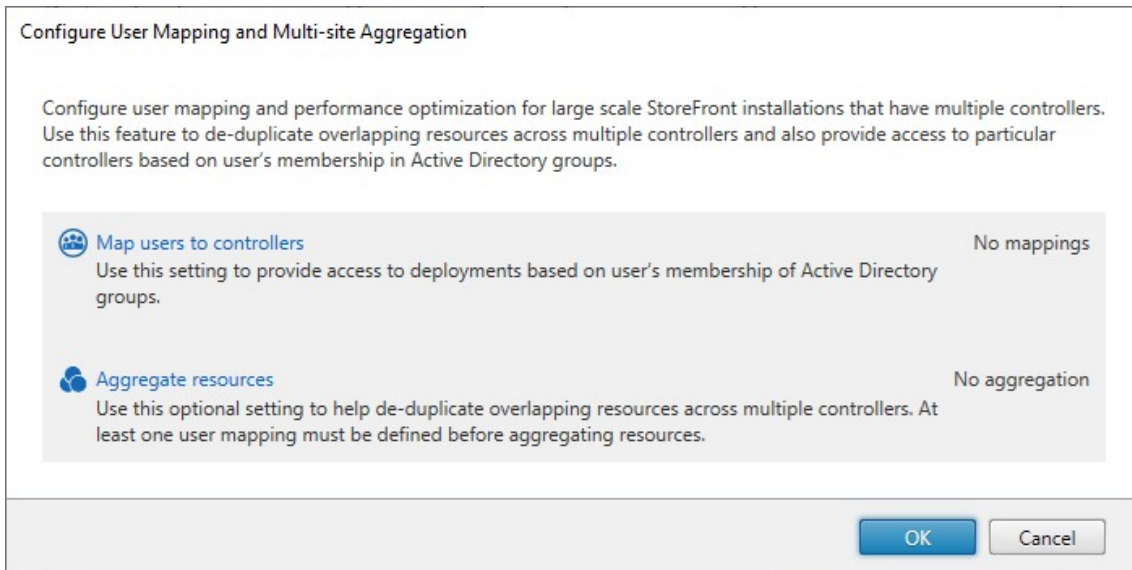 Configure User Mapping and Multi-site Aggregation
Configure user mapping and performance optimization for large scale StoreFront installations that have multiple controllers.
Use this feature to de-duplicate overlapping resources across multiple controllers and also provide access to particular
controllers based on user's membership in Active Directory groups.
Map users to controllers
No mappings
Use this setting to provide access to deployments based on user's membership of Active Directory
groups.
Aggregate resources
No aggregation
Use this optional setting to help de-duplicate overlapping resources across multiple controllers. At
least one user mapping must be defined before aggregating resources.
OK
Cancel